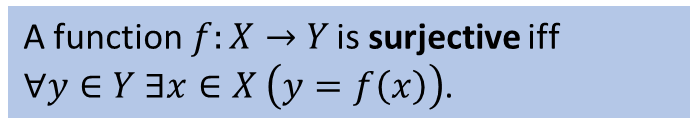 A function 𝑓: 𝑋 → 𝑌 is surjective iff
∀𝑦 ∈ 𝑌 ∃𝑥 ∈ 𝑋 (𝑦 = 𝑓(𝑥)).